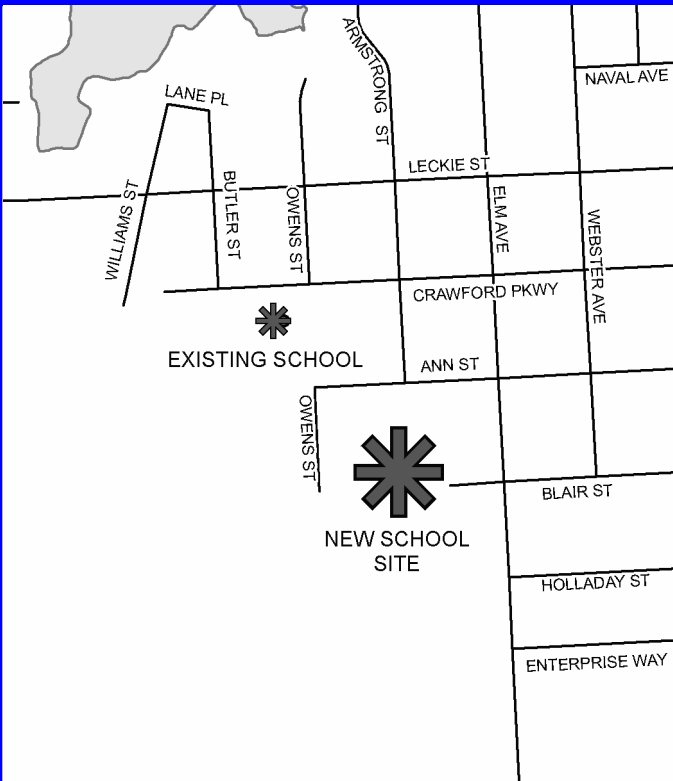 ARMSTRONG ST
NAVAL AVE
LANE PL
LECKIE ST
WILLIAMS ST
BUTLER ST
OWENS ST
ELM AVE
WEBSTER AVE
CRAWFORD PKWY
EXISTING SCHOOL
ANN ST
OWENS ST
BLAIR ST
NEW SCHOOL
SITE
HOLLADAY ST
ENTERPRISE WAY